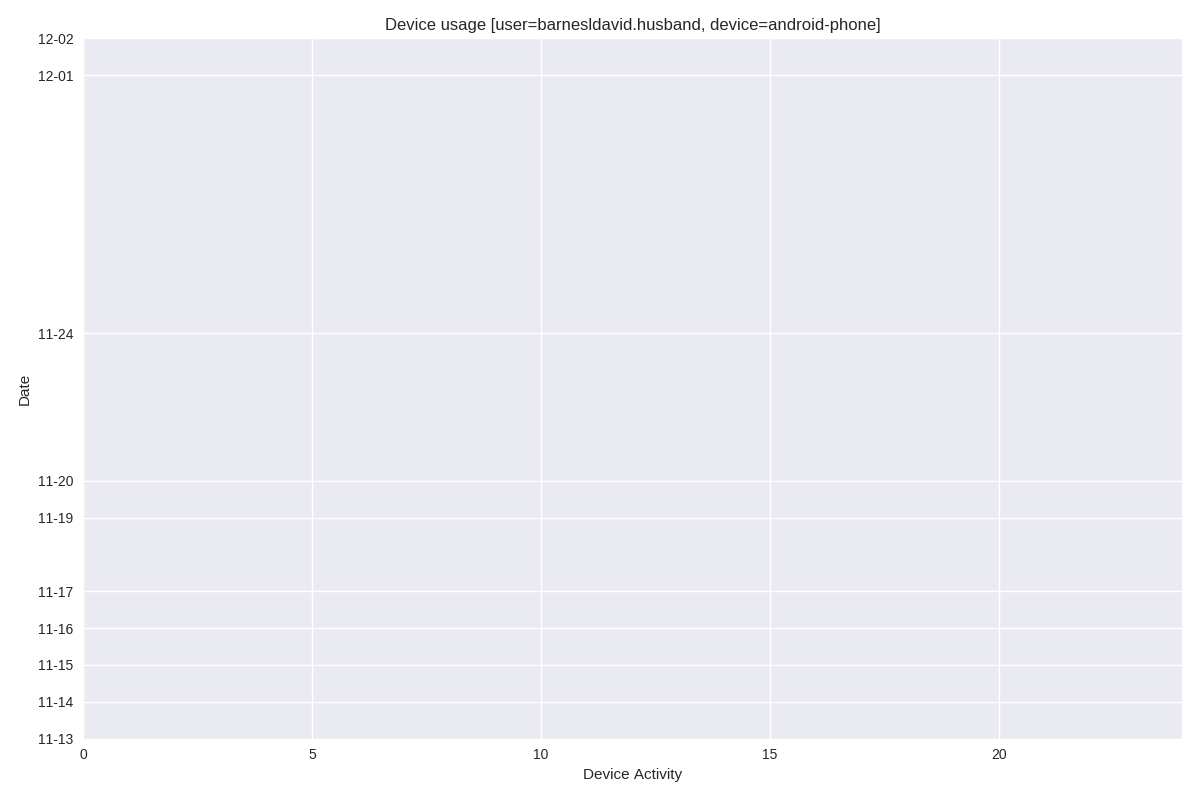 Device usage [user=barnesldavid.husband, device=android-phone]
12-02
12-01
11-24
11-20
11-19
11-17
11-16
11-15
11-14
11-13
Date
0 5 10 15 20
Device Activity